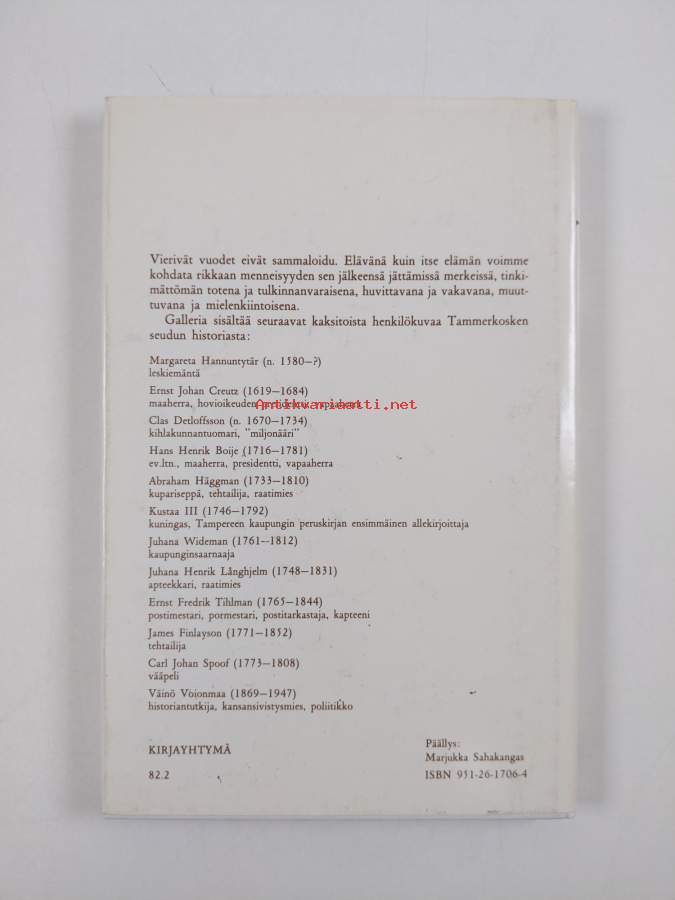 Vierivät vuodet eivät sammaloidu. Elävänä kuin itse elämän voimme
kohdata rikkaan menneisyyden sen jälkeensä jättämissä merkeissä, tinki-
mättömän totena ja tulkinnanvaraisena, huvittavana ja vakavana, muut-
tuvana ja mielenkiintoisena.
Galleria sisältää seuraavat kaksitoista henkilökuvaa Tammerkosken
seudun historiasta:
Margareta Hannuntytär (n. 1580—?)
leskiemäntä
Ernst Johan Creutz (1619—1684)
maaherra, hovioikeuden
Antikvariaatti.net
Clas Detloffsson (n. 1670—1734)
kihlakunnantuomari, "miljonääri"
Hans Henrik Boije (1716—1781)
ev.ltn., maaherra, presidentti, vapaaherra
Abraham Häggman (1733—1810)
kupariseppä, tehtailija, raatimies
Kustaa III (1746—1792)
kuningas, Tampereen kaupungin peruskirjan ensimmäinen allekirjoittaja
Juhana Wideman (1761—1812)
kaupunginsaarnaaja
Juhana Henrik Långhjelm (1748—1831)
apteekkari, raatimies
Ernst Fredrik Tihlman (1765—1844)
postimestari, pormestari, postitarkastaja, kapteeni
James Finlayson (1771—1852)
tehtailija
Carl Johan Spoof (1773—1808)
vääpeli
Väinö Voionmaa (1869—1947)
historiantutkija, kansansivistysmies, poliitikko
KIRJAYHTYMÄ
82.2
Päällys:
Marjukka Sahakangas
ISBN 951-26-1706-4